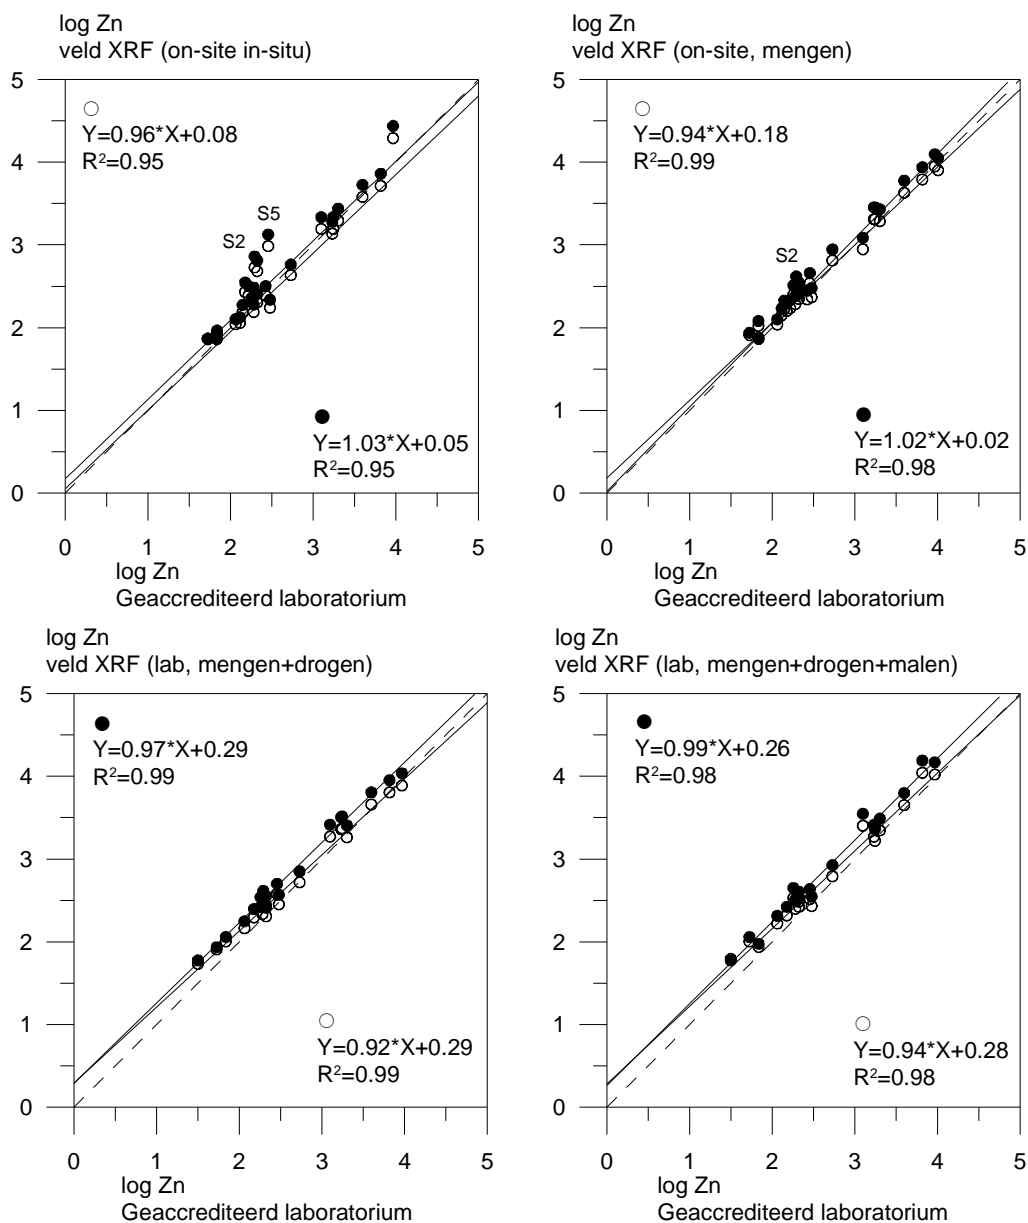 log Zn
veld XRF (on-site in-situ)
5
4
3
2
1
0
Y=0.96*X+0.08
R²=0.95
S5
S2
Y=1.03*X+0.05
R²=0.95
0 1 2 3 4 5
log Zn
Geaccrediteerd laboratorium
log Zn
veld XRF (on-site, mengen)
5
4
3
2
1
0
Y=0.94*X+0.18
R²=0.99
S2
Y=1.02*X+0.02
R²=0.98
0 1 2 3 4 5
log Zn
Geaccrediteerd laboratorium
log Zn
veld XRF (lab, mengen+drogen)
5
4
3
2
1
0
Y=0.97*X+0.29
R²=0.99
Y=0.92*X+0.29
R²=0.99
0 1 2 3 4 5
log Zn
Geaccrediteerd laboratorium
log Zn
veld XRF (lab, mengen+drogen+malen)
5
4
3
2
1
0
Y=0.99*X+0.26
R²=0.98
Y=0.94*X+0.28
R²=0.98
0 1 2 3 4 5
log Zn
Geaccrediteerd laboratorium